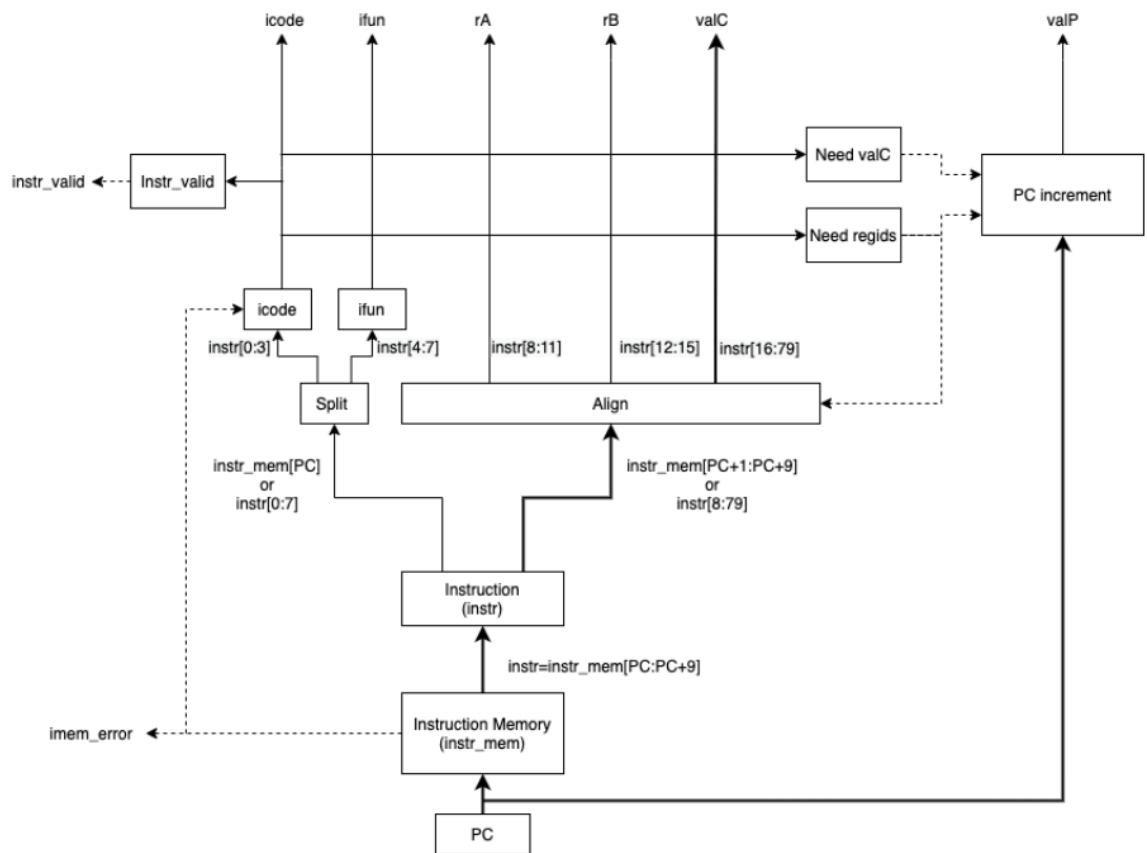 icode
ifun
rA
rB
valC
valP
Need valC
instr_valid
Instr_valid
PC increment
Need regids
icode
ifun
instr[0:3]
instr[4:7]
instr[8:11]
instr[12:15]
instr[16:79]
Split
Align
instr_mem[PC]
or
instr[0:7]
instr_mem[PC+1:PC+9]
or
instr[8:79]
Instruction
(instr)
instr=instr_mem[PC:PC+9]
Instruction Memory
(instr_mem)
imem_error
PC